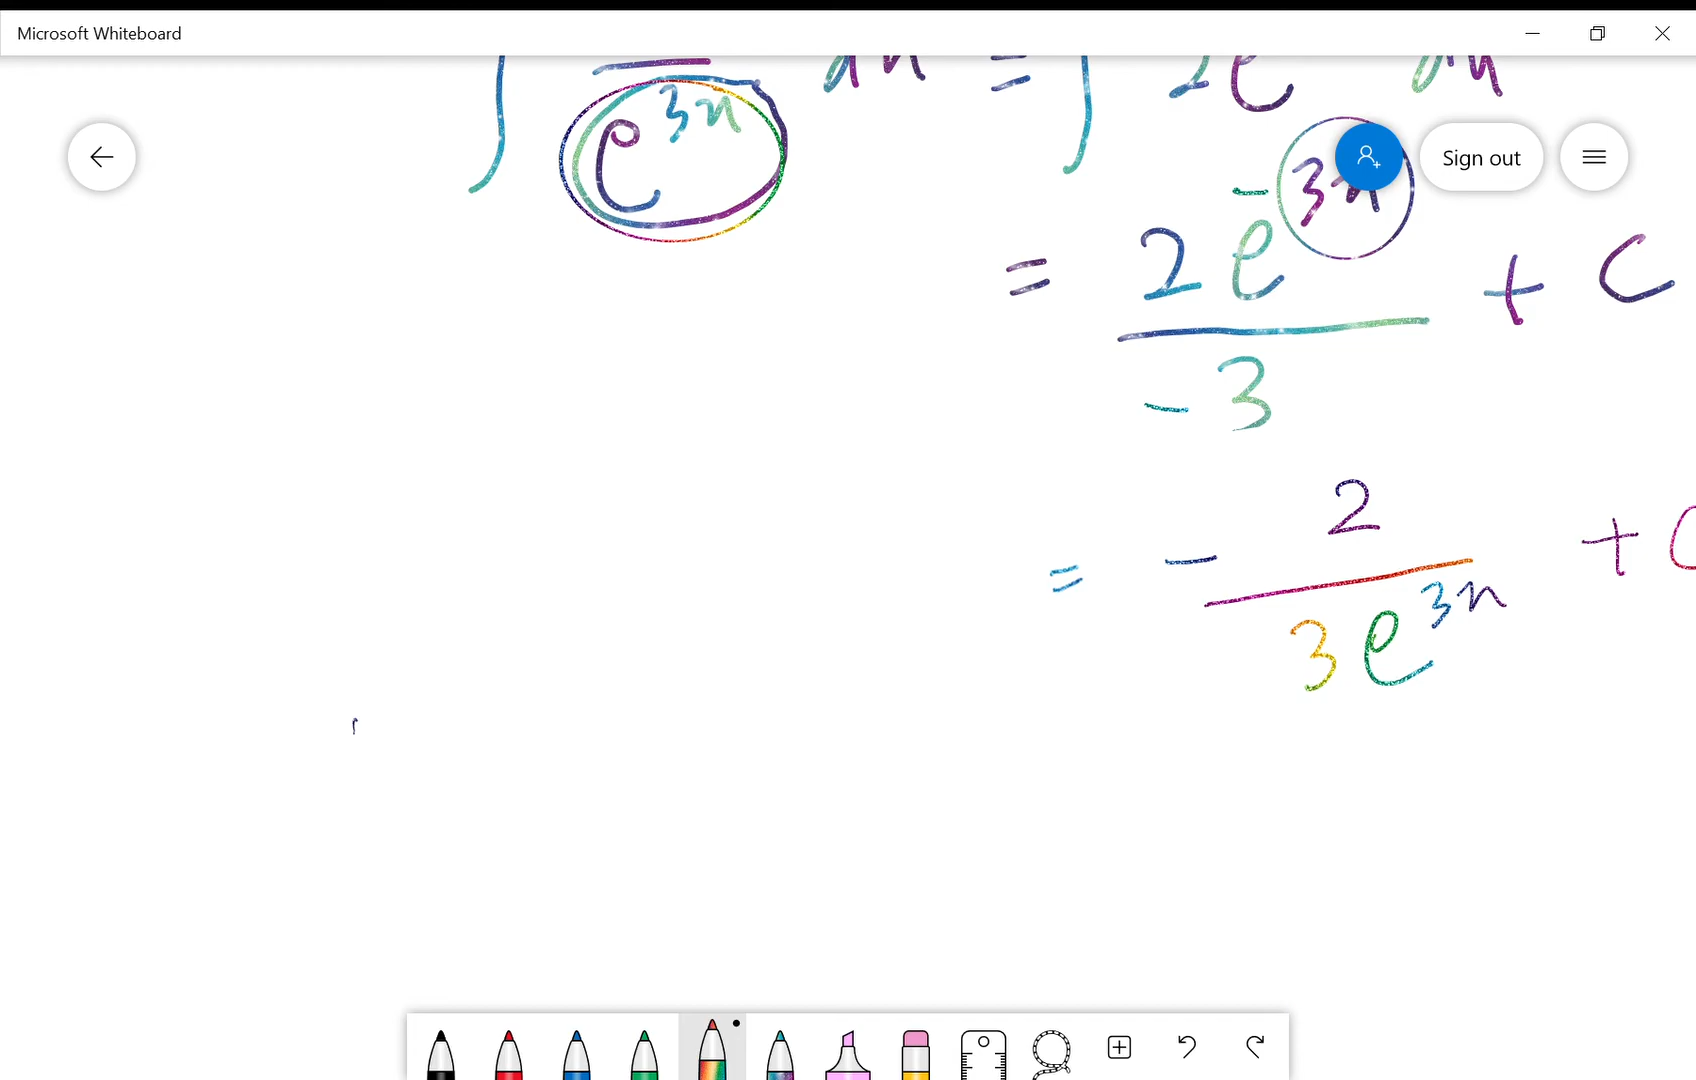 Microsoft Whiteboard
∫ e^{3x} dx = ∫ 2e dx
= 2e^{-3x} / -3 + C
Sign out
= - 2 / 3e^{3x} + C